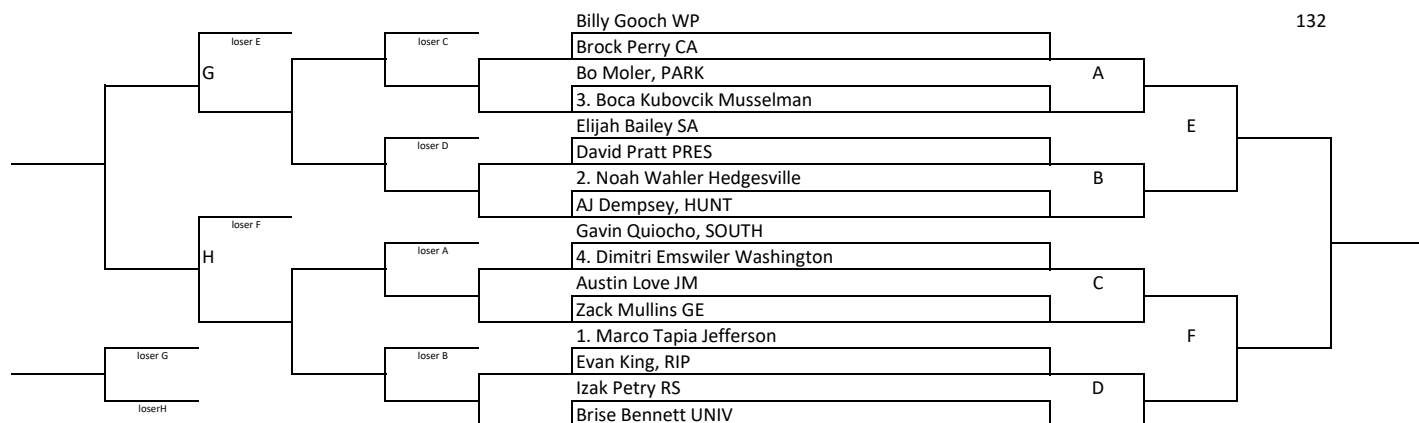 Billy Gooch WP 132
loser E loser C Brock Perry CA
G Bo Moler, PARK A
3. Boca Kubovcik Musselman
Elijah Bailey SA E
loser D David Pratt PRES
2. Noah Wahler Hedgesville B
AJ Dempsey, HUNT
loser F Gavin Quiocho, SOUTH
H loser A 4. Dimitri Emswiler Washington
Austin Love JM C
Zack Mullins GE
1. Marco Tapia Jefferson F
loser G loser B Evan King, RIP
Izak Petry RS D
loserH Brise Bennett UNIV